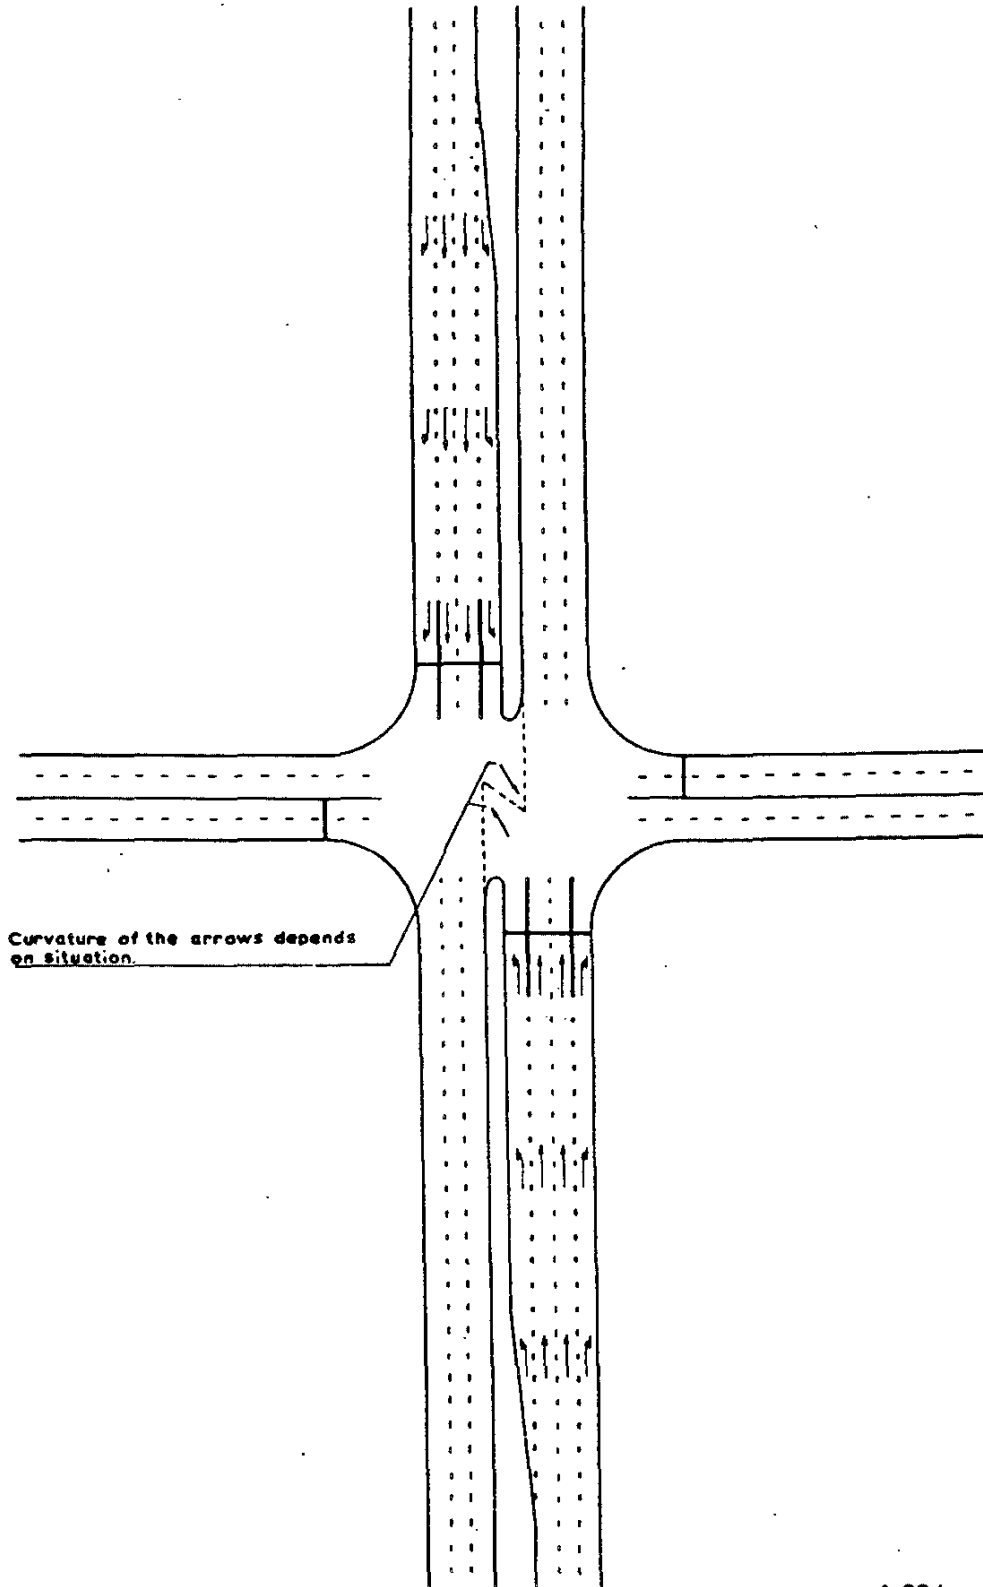 Curvature of the arrows depends
on situation.